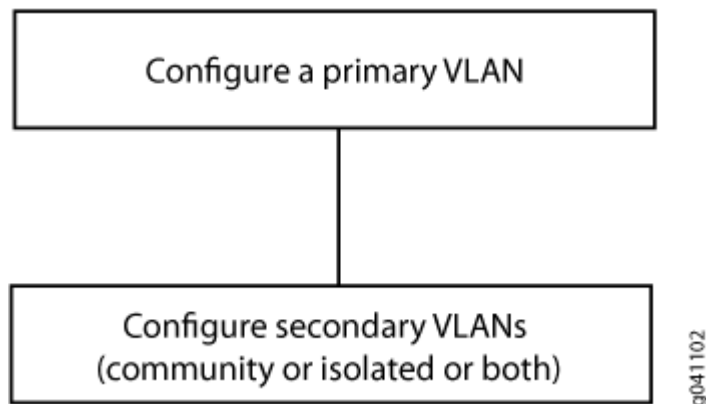 Configure a primary VLAN
Configure secondary VLANs
(community or isolated or both)
g041102